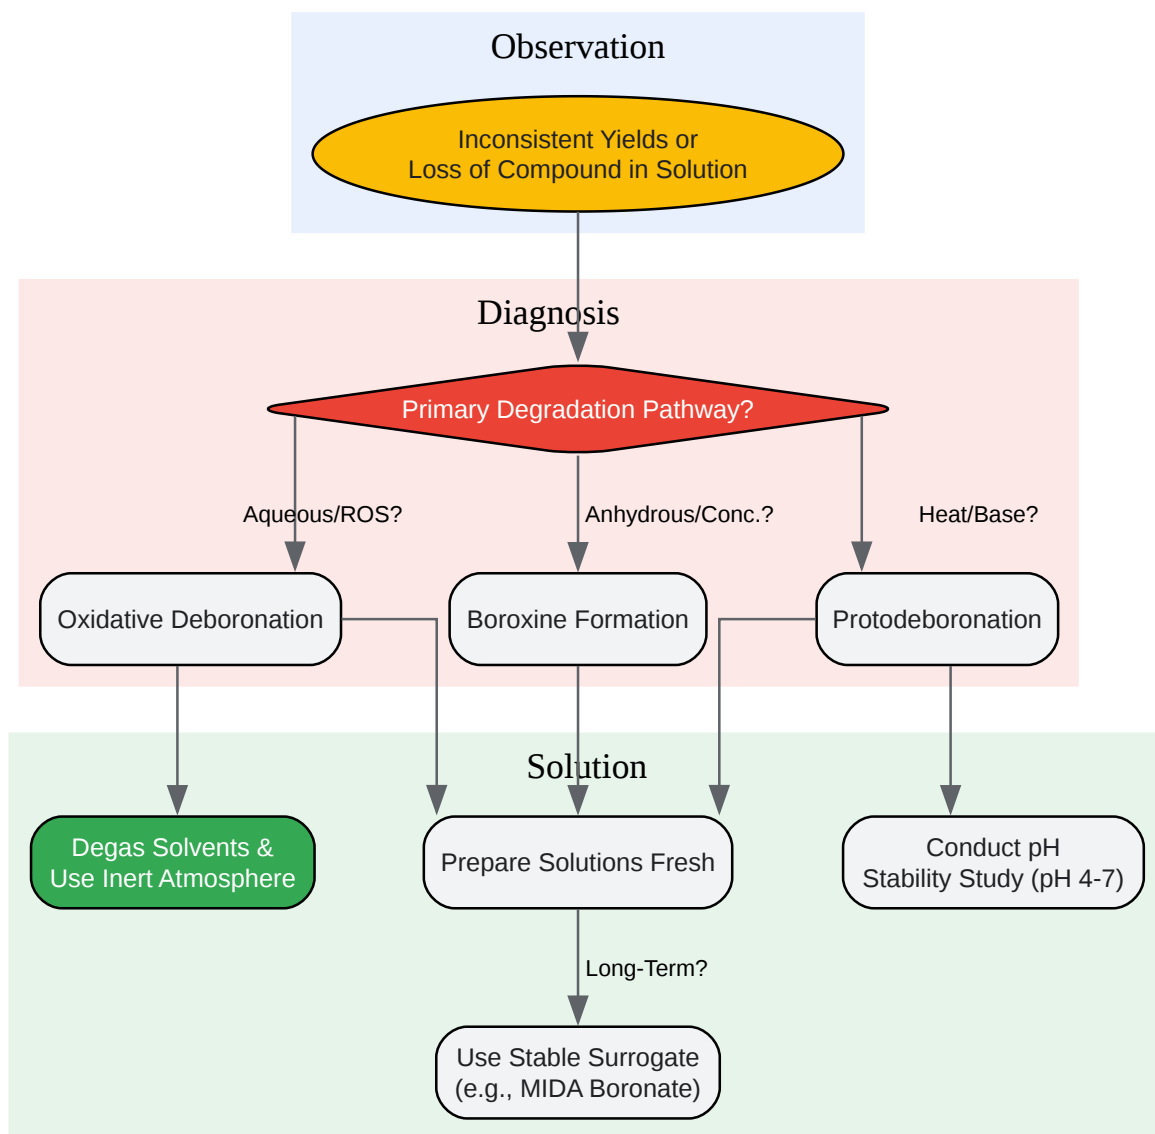 Observation
Inconsistent Yields or
Loss of Compound in Solution
Diagnosis
Primary Degradation Pathway?
Aqueous/ROS?
Anhydrous/Conc.?
Heat/Base?
Oxidative Deboronation
Boroxine Formation
Protodeboronation
Solution
Degas Solvents &
Use Inert Atmosphere
Prepare Solutions Fresh
Conduct pH
Stability Study (pH 4-7)
Long-Term?
Use Stable Surrogate
(e.g., MIDA Boronate)